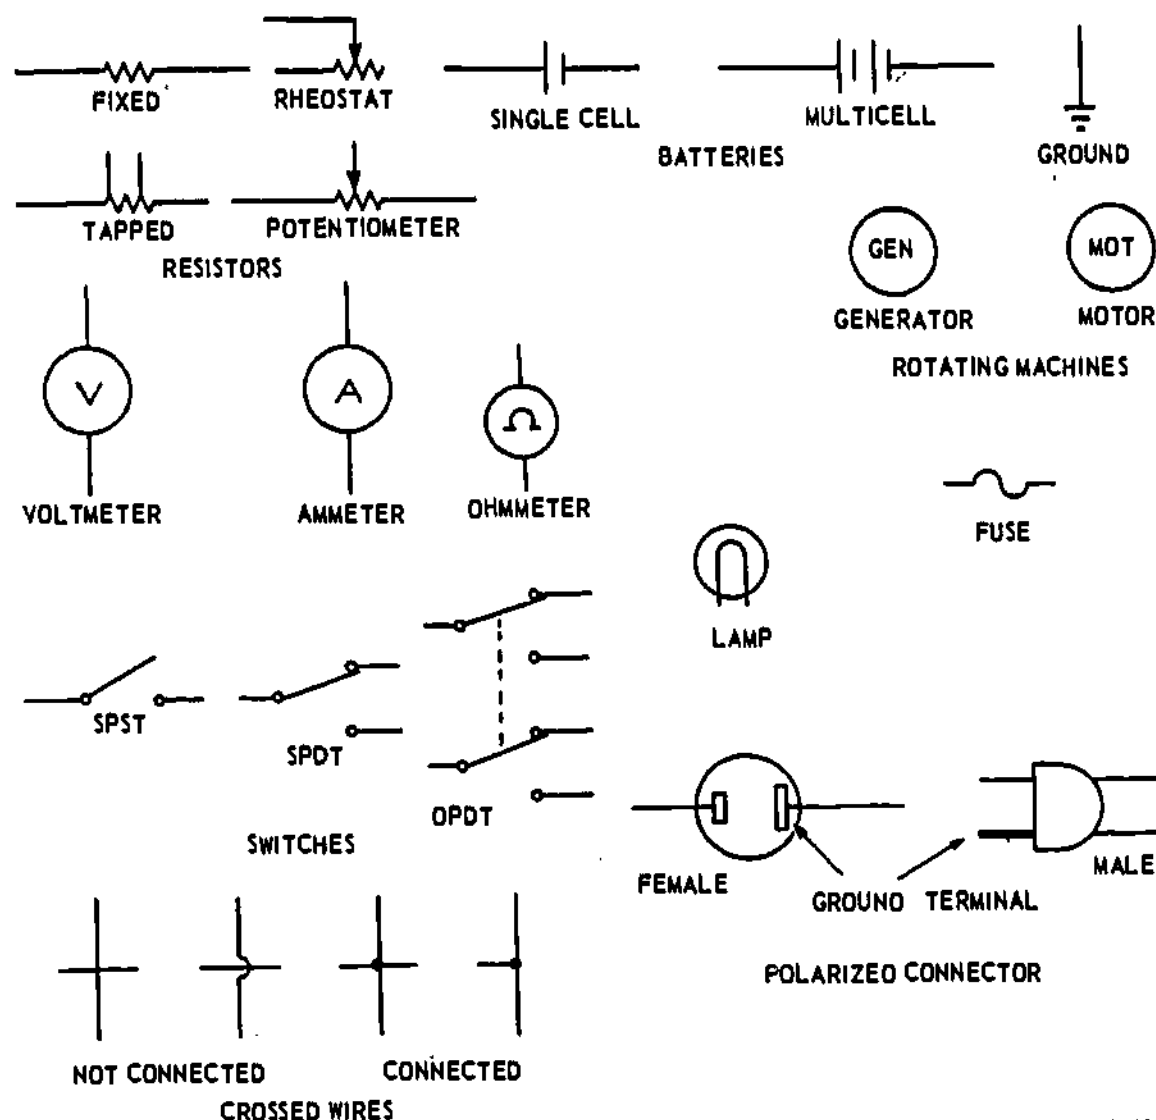 FIXED
RHEOSTAT
SINGLE CELL
MULTICELL
BATTERIES
GROUND
TAPPED
POTENTIOMETER
RESISTORS
GEN
MOT
GENERATOR
MOTOR
ROTATING MACHINES
V
A
Ω
VOLTMETER
AMMETER
OHMMETER
FUSE
LAMP
SPST
SPDT
OPDT
SWITCHES
FEMALE
MALE
GROUNO TERMINAL
POLARIZEO CONNECTOR
NOT CONNECTED
CONNECTED
CROSSED WIRES